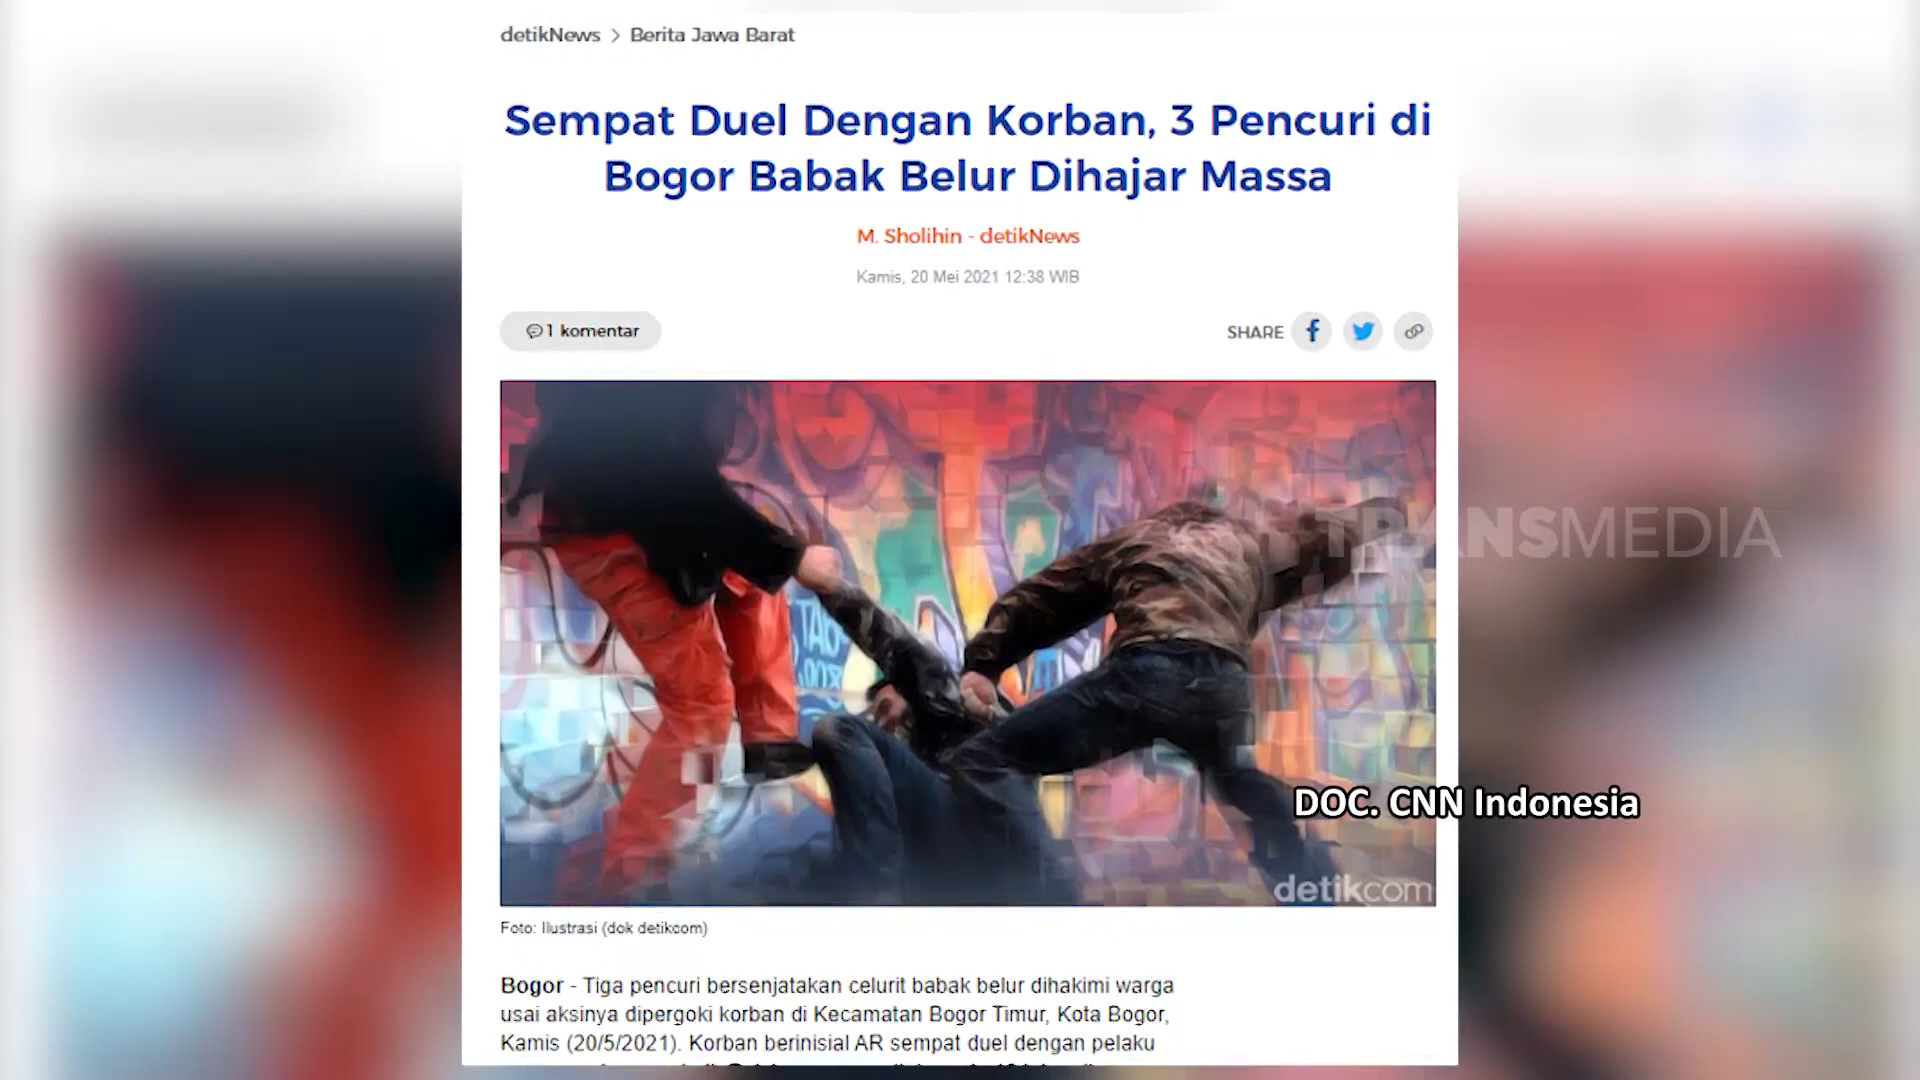 detikNews > Berita Jawa Barat
Sempat Duel Dengan Korban, 3 Pencuri di
Bogor Babak Belur Dihajar Massa
M. Sholihin - detikNews
Kamis, 20 Mei 2021 12:38 WIB
1 komentar
SHARE
TRANSMEDIA
DOC. CNN Indonesia
detikcom
Foto: Ilustrasi (dok detikcom)
Bogor - Tiga pencuri bersenjatakan celurit babak belur dihakimi warga
usai aksinya dipergoki korban di Kecamatan Bogor Timur, Kota Bogor,
Kamis (20/5/2021). Korban berinisial AR sempat duel dengan pelaku